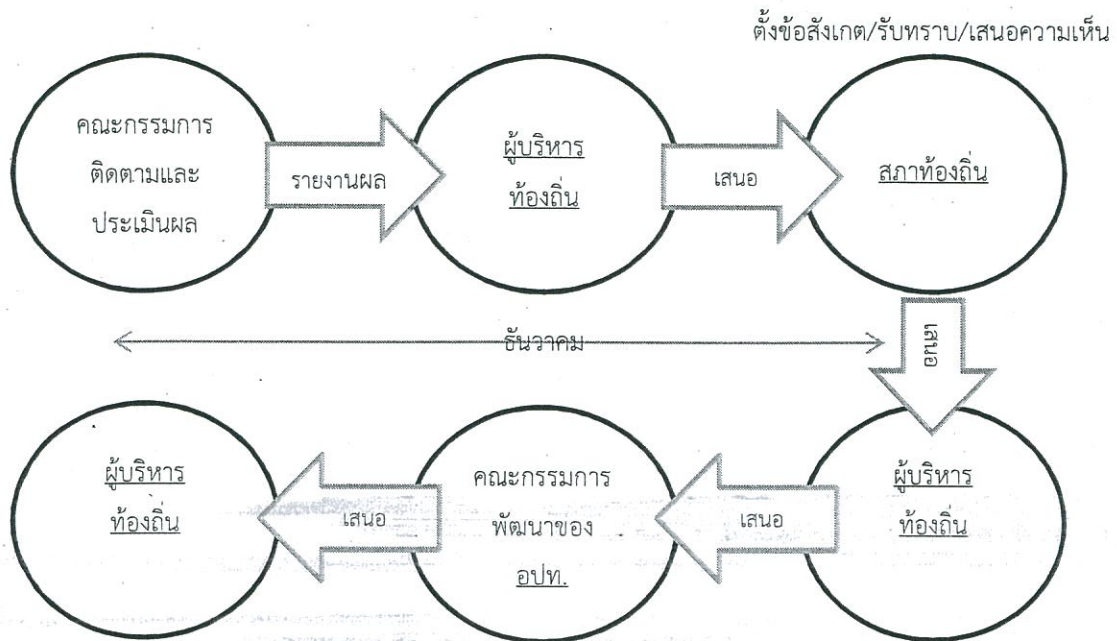 ตั้งข้อสังเกต/รับทราบ/เสนอความเห็น
คณะกรรมการ
ติดตามและ
ประเมินผล
รายงานผล
ผู้บริหาร
ท้องถิ่น
เสนอ
สภาท้องถิ่น
ธันวาคม
เสนอ
ผู้บริหาร
ท้องถิ่น
เสนอ
คณะกรรมการ
พัฒนาของ
อปท.
เสนอ
ผู้บริหาร
ท้องถิ่น